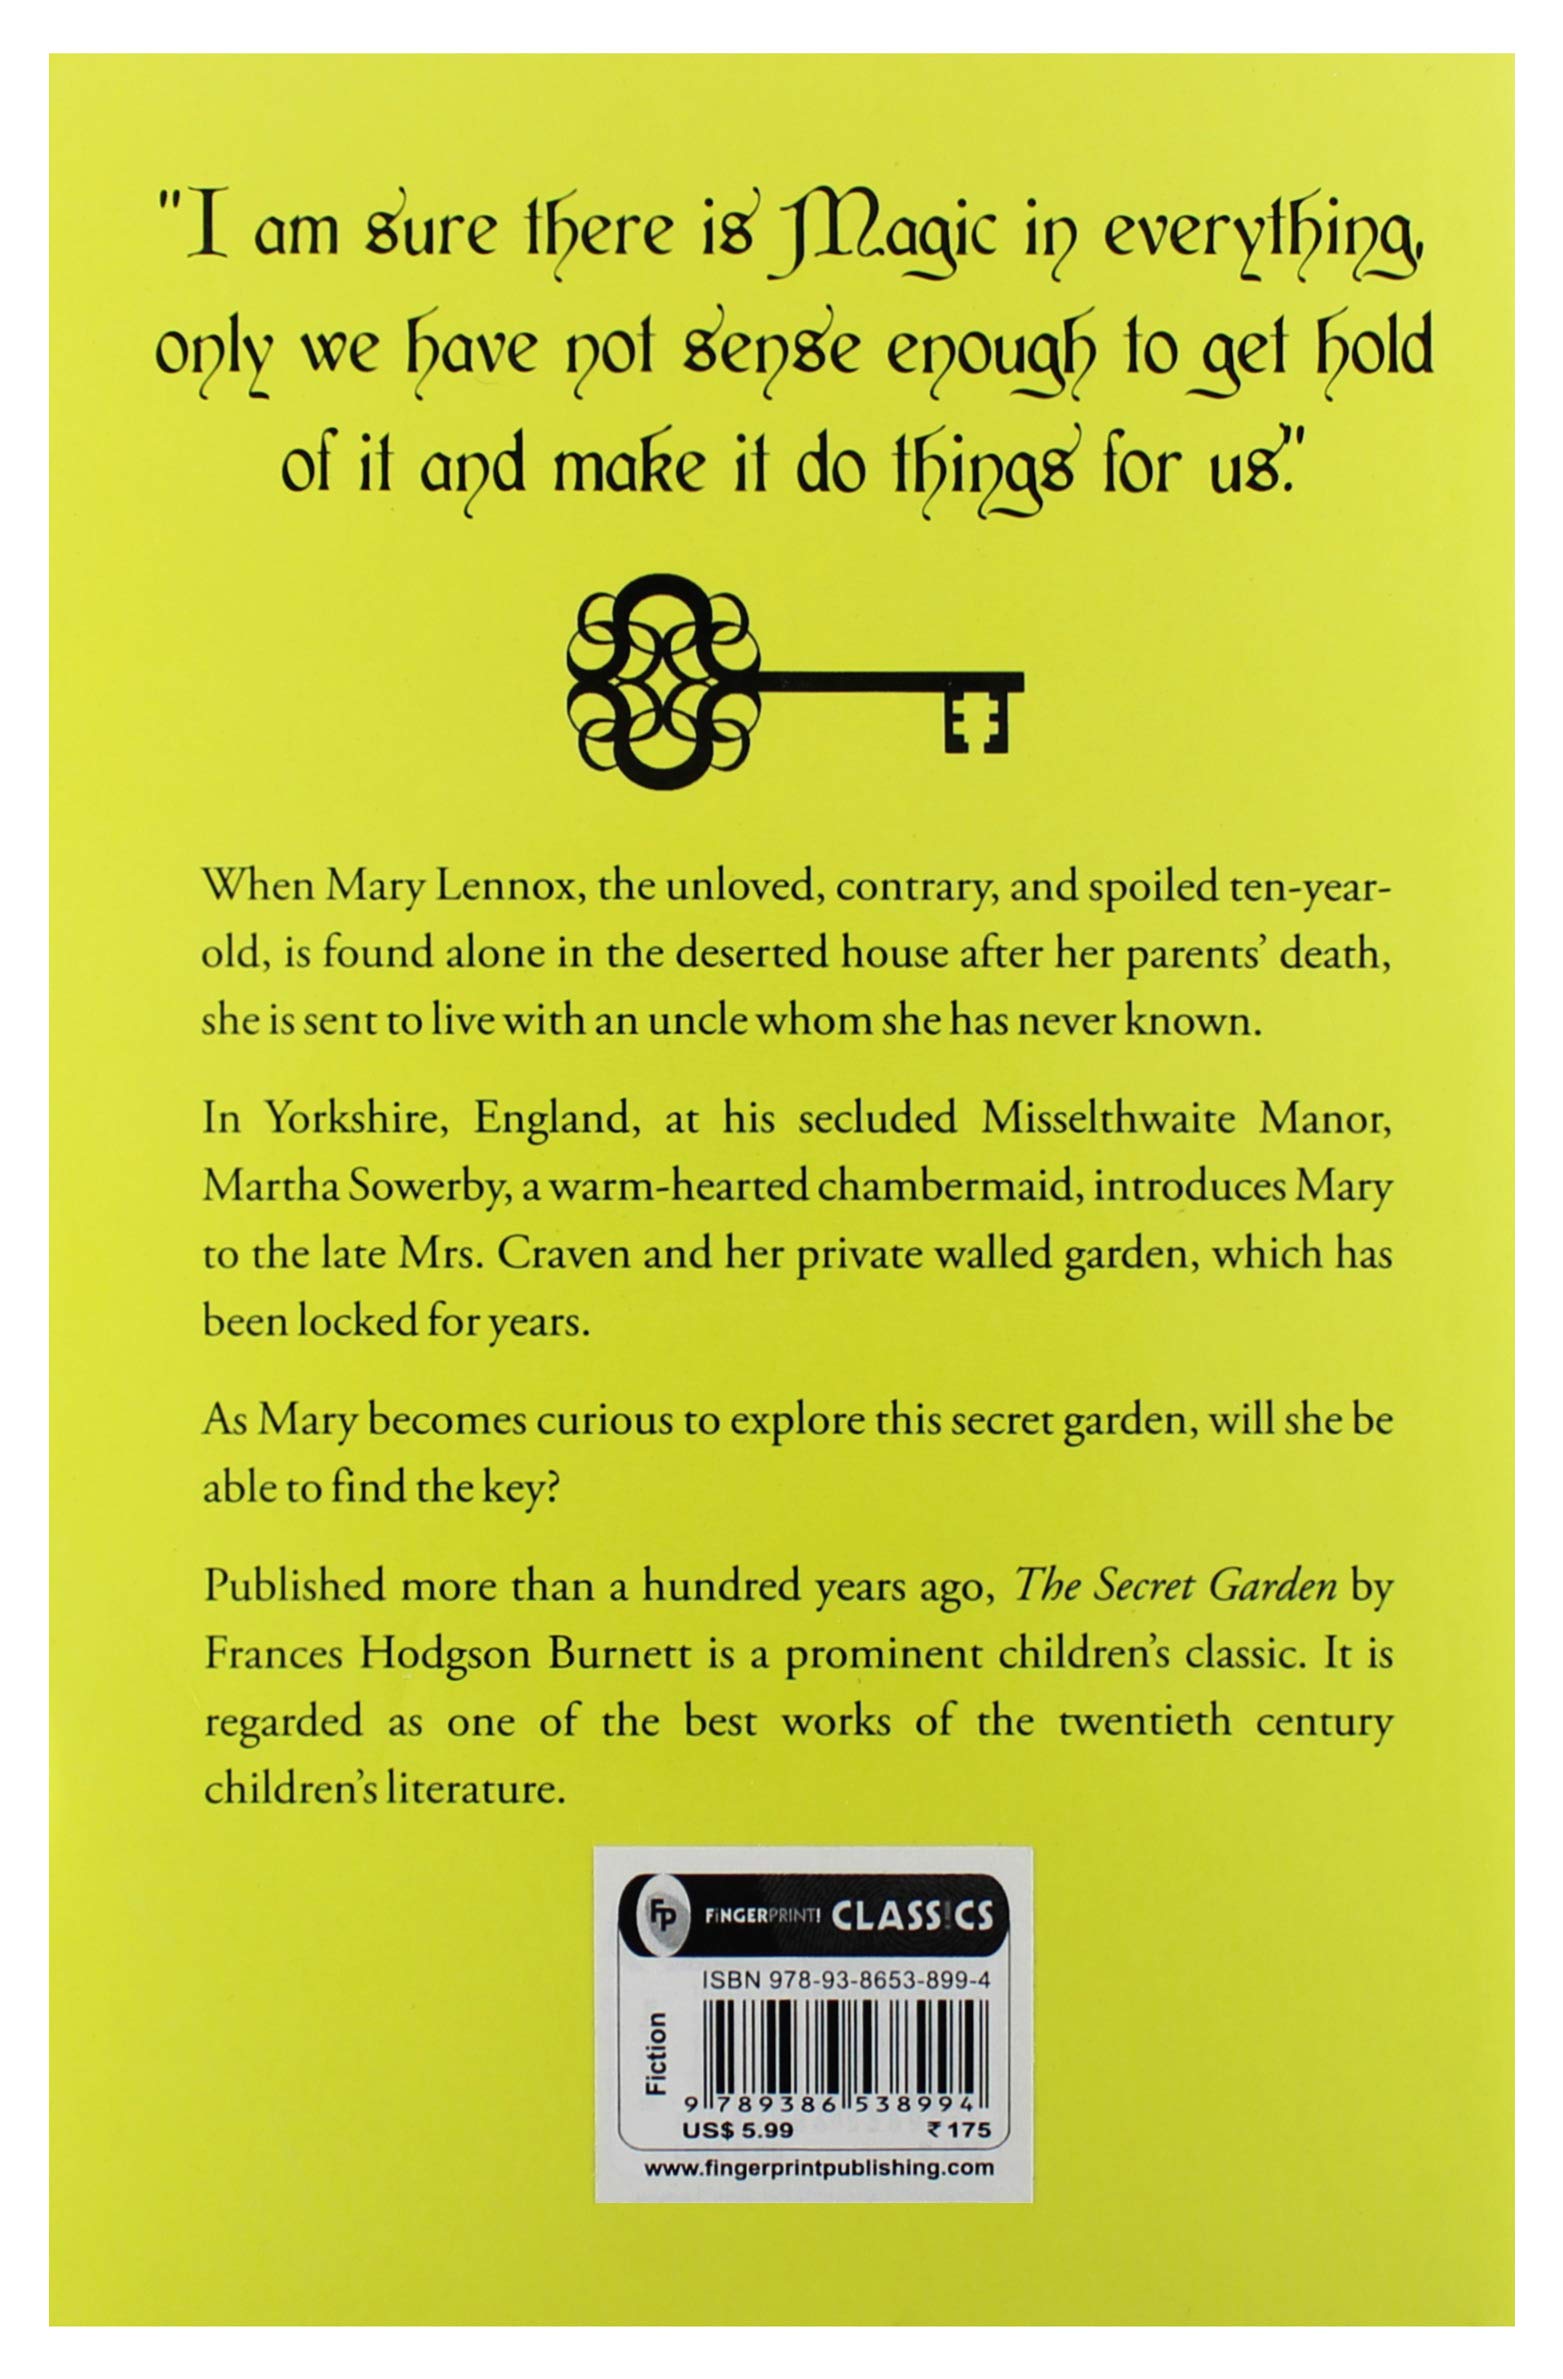 "I am sure there is Magic in everything,
only we have not sense enough to get hold
of it and make it do things for us."
When Mary Lennox, the unloved, contrary, and spoiled ten-year-
old, is found alone in the deserted house after her parents' death,
she is sent to live with an uncle whom she has never known.
In Yorkshire, England, at his secluded Misselthwaite Manor,
Martha Sowerby, a warm-hearted chambermaid, introduces Mary
to the late Mrs. Craven and her private walled garden, which has
been locked for years.
As Mary becomes curious to explore this secret garden, will she be
able to find the key?
Published more than a hundred years ago, The Secret Garden by
Frances Hodgson Burnett is a prominent children's classic. It is
regarded as one of the best works of the twentieth century
children's literature.
FP FiNGERPRINT! CLASS!CS
ISBN 978-93-8653-899-4
Fiction
9 789386 538994
US$ 5.99 ₹ 175
www.fingerprintpublishing.com